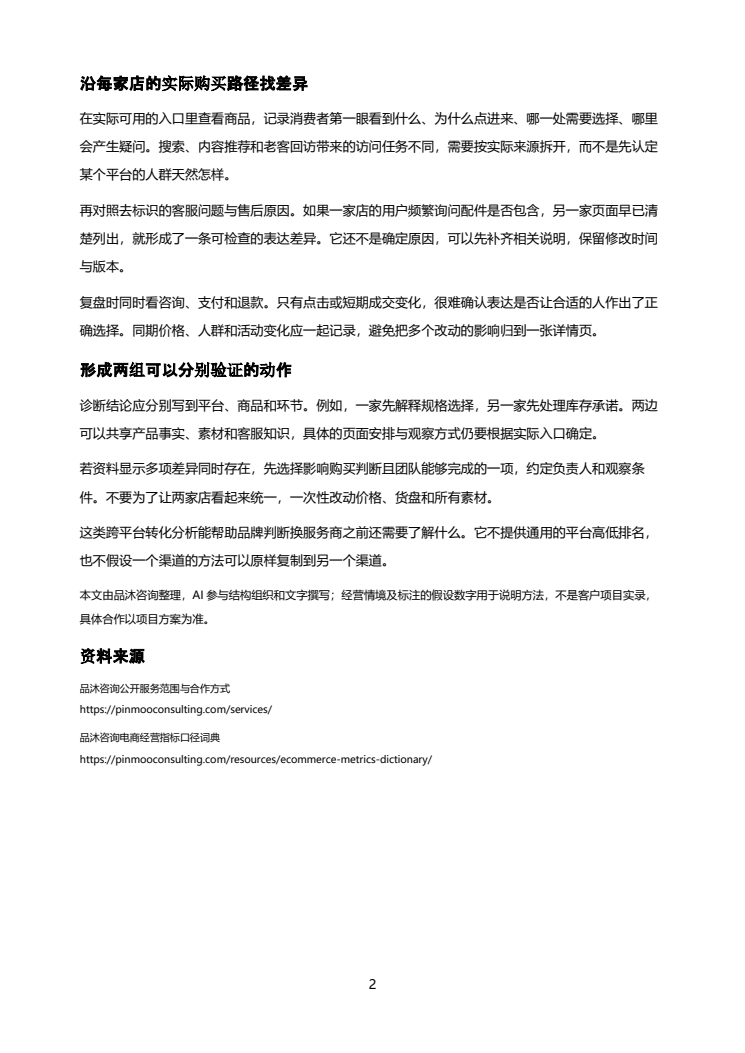 沿每家店的实际购买路径找差异
在实际可用的入口里查看商品，记录消费者第一眼看到什么、为什么点进来、哪一处需要选择、哪里
会产生疑问。搜索、内容推荐和老客回访带来的访问任务不同，需要按实际来源拆开，而不是先认定
某个平台的人群天然怎样。
再对照去标识的客服问题与售后原因。如果一家店的用户频繁询问配件是否包含，另一家页面早已清
楚列出，就形成了一条可检查的表达差异。它还不是确定原因，可以先补齐相关说明，保留修改时间
与版本。
复盘时同时看咨询、支付和退款。只有点击或短期成交变化，很难确认表达是否让合适的人作出了正
确选择。同期价格、人群和活动变化应一起记录，避免把多个改动的影响归到一张详情页。
形成两组可以分别验证的动作
诊断结论应分别写到平台、商品和环节。例如，一家先解释规格选择，另一家先处理库存承诺。两边
可以共享产品事实、素材和客服知识，具体的页面安排与观察方式仍要根据实际入口确定。
若资料显示多项差异同时存在，先选择影响购买判断且团队能够完成的一项，约定负责人和观察条
件。不要为了让两家店看起来统一，一次性改动价格、货盘和所有素材。
这类跨平台转化分析能帮助品牌判断换服务商之前还需要了解什么。它不提供通用的平台高低排名，
也不假设一个渠道的方法可以原样复制到另一个渠道。
本文由品沐咨询整理，AI 参与结构组织和文字撰写；经营情境及标注的假设数字用于说明方法，不是客户项目实录，
具体合作以项目方案为准。
资料来源
品沐咨询公开服务范围与合作方式
https://pinmooconsulting.com/services/
品沐咨询电商经营指标口径词典
https://pinmooconsulting.com/resources/ecommerce-metrics-dictionary/
2